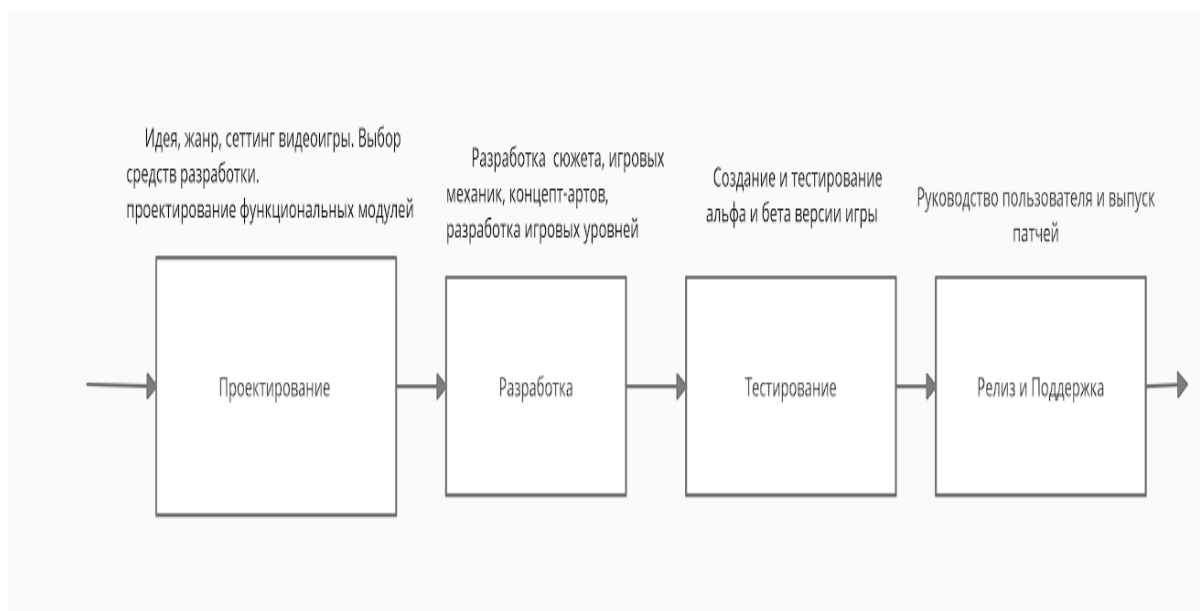 Идея, жанр, сеттинг видеоигры. Выбор
средств разработки.
проектирование функциональных модулей
Разработка сюжета, игровых
механик, концепт-артов,
разработка игровых уровней
Создание и тестирование
альфа и бета версии игры
Руководство пользователя и выпуск
патчей
Проектирование
Разработка
Тестирование
Релиз и Поддержка